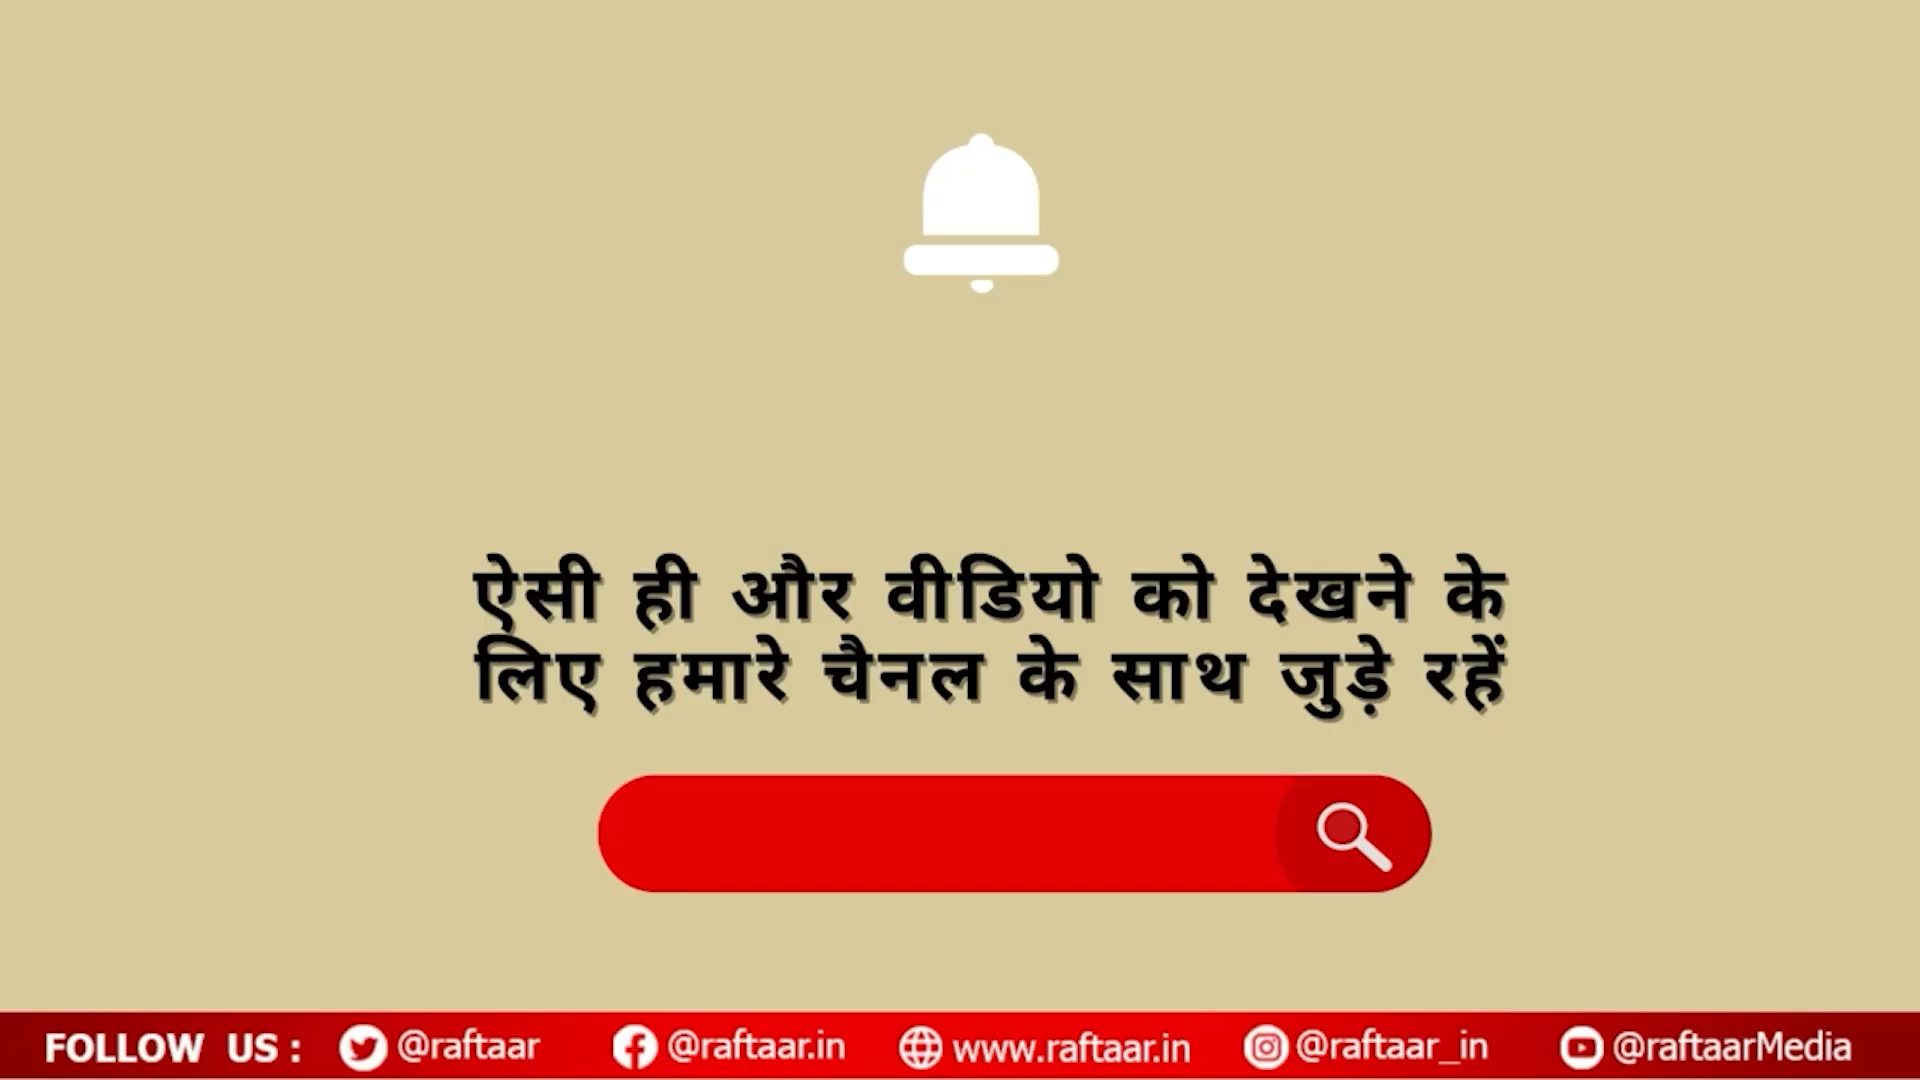 ऐसी ही और वीडियो को देखने के
लिए हमारे चैनल के साथ जुड़े रहें
FOLLOW US : @raftaar @raftaar.in www.raftaar.in @raftaar_in @raftaarMedia